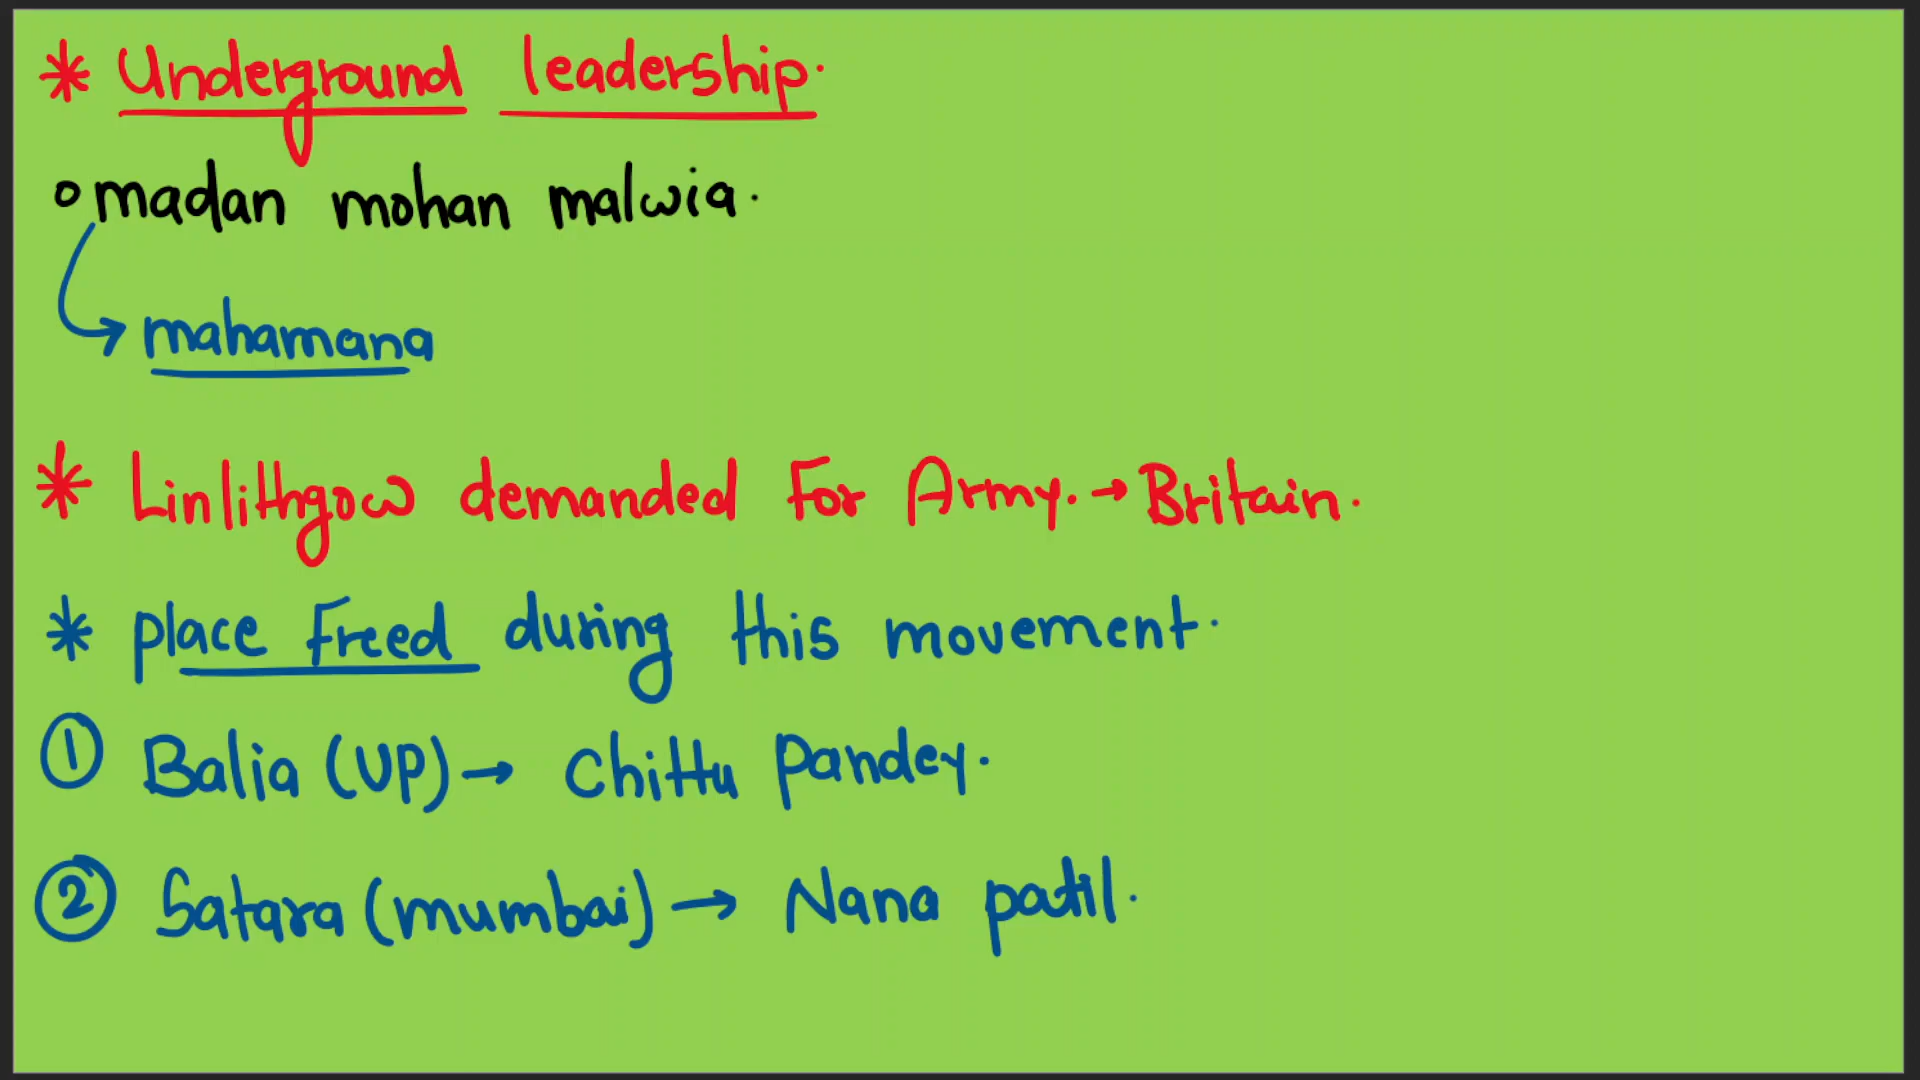 * Underground leadership.
o madan mohan malwia.
→ mahamana
* Linlithgow demanded For Army. → Britain.
* place Freed during this movement.
① Balia (UP) → Chittu Pandey.
② Satara (mumbai) → Nana patil.